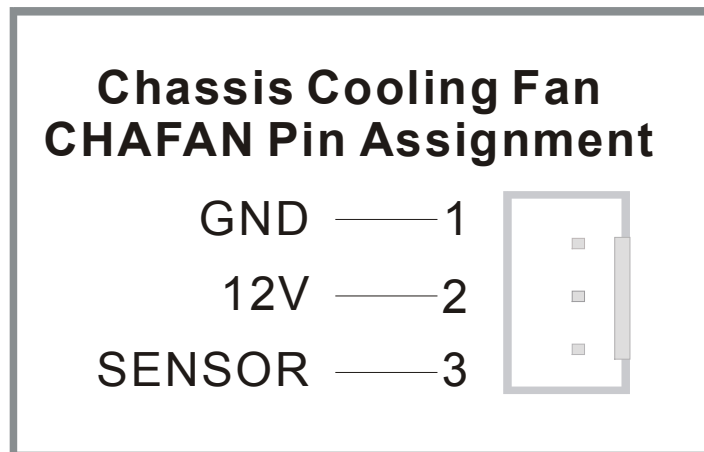 Chassis Cooling Fan
CHAFAN Pin Assignment
GND 1
12V 2
SENSOR 3